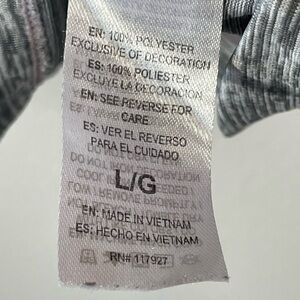 EN: 100% POLYESTER
EXCLUSIVE OF DECORATION
ES: 100% POLIESTER
EXCLUYE LA DECORACION
EN: SEE REVERSE FOR
CARE
ES: VER EL REVERSO
PARA EL CUIDADO
L/G
EN: MADE IN VIETNAM
ES: HECHO EN VIETNAM
RN# 117927